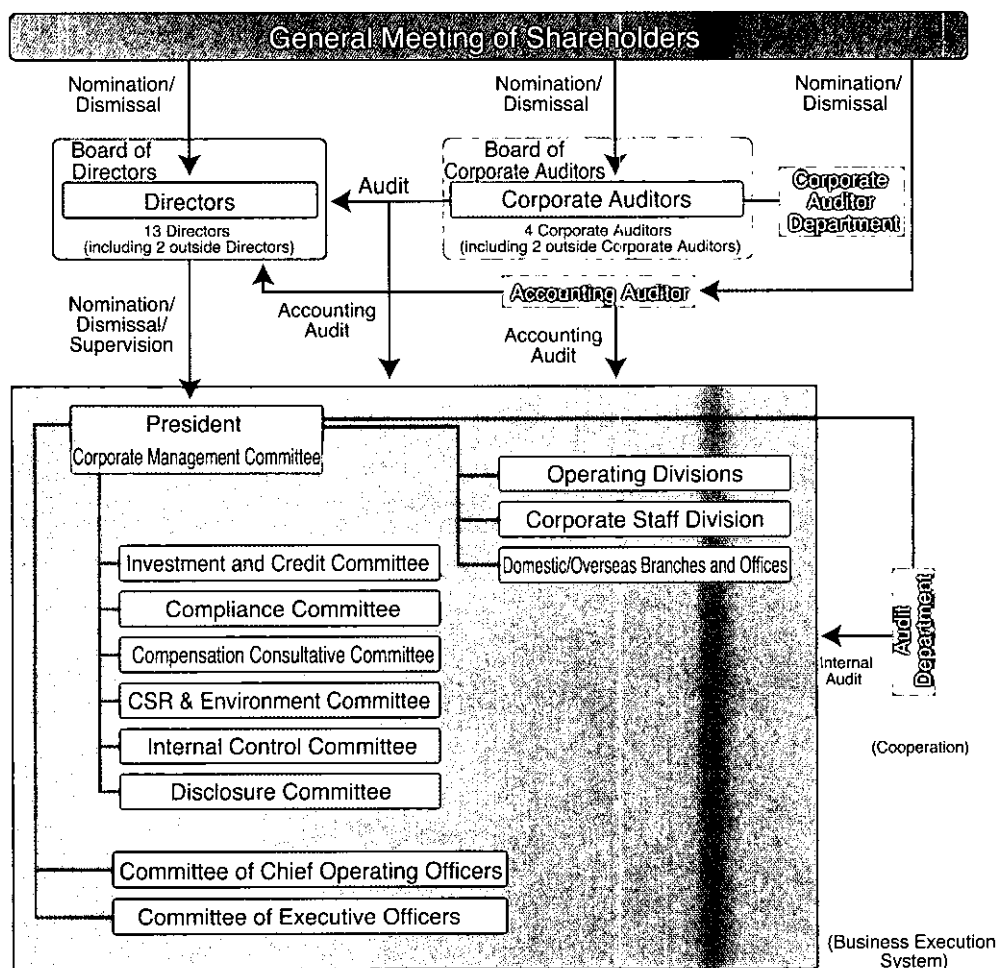 General Meeting of Shareholders
Nomination/
Dismissal
Nomination/
Dismissal
Nomination/
Dismissal
Board of
Directors
Directors
13 Directors
(including 2 outside Directors)
Audit
Board of
Corporate Auditors
Corporate Auditors
4 Corporate Auditors
(including 2 outside Corporate Auditors)
Corporate
Auditor
Department
Nomination/
Dismissal/
Supervision
Accounting
Audit
Accounting Auditor
Accounting
Audit
President
Corporate Management Committee
Operating Divisions
Corporate Staff Division
Domestic/Overseas Branches and Offices
Investment and Credit Committee
Compliance Committee
Compensation Consultative Committee
CSR & Environment Committee
Internal Control Committee
Disclosure Committee
Internal
Audit
Audit
Department
(Cooperation)
Committee of Chief Operating Officers
Committee of Executive Officers
(Business Execution
System)